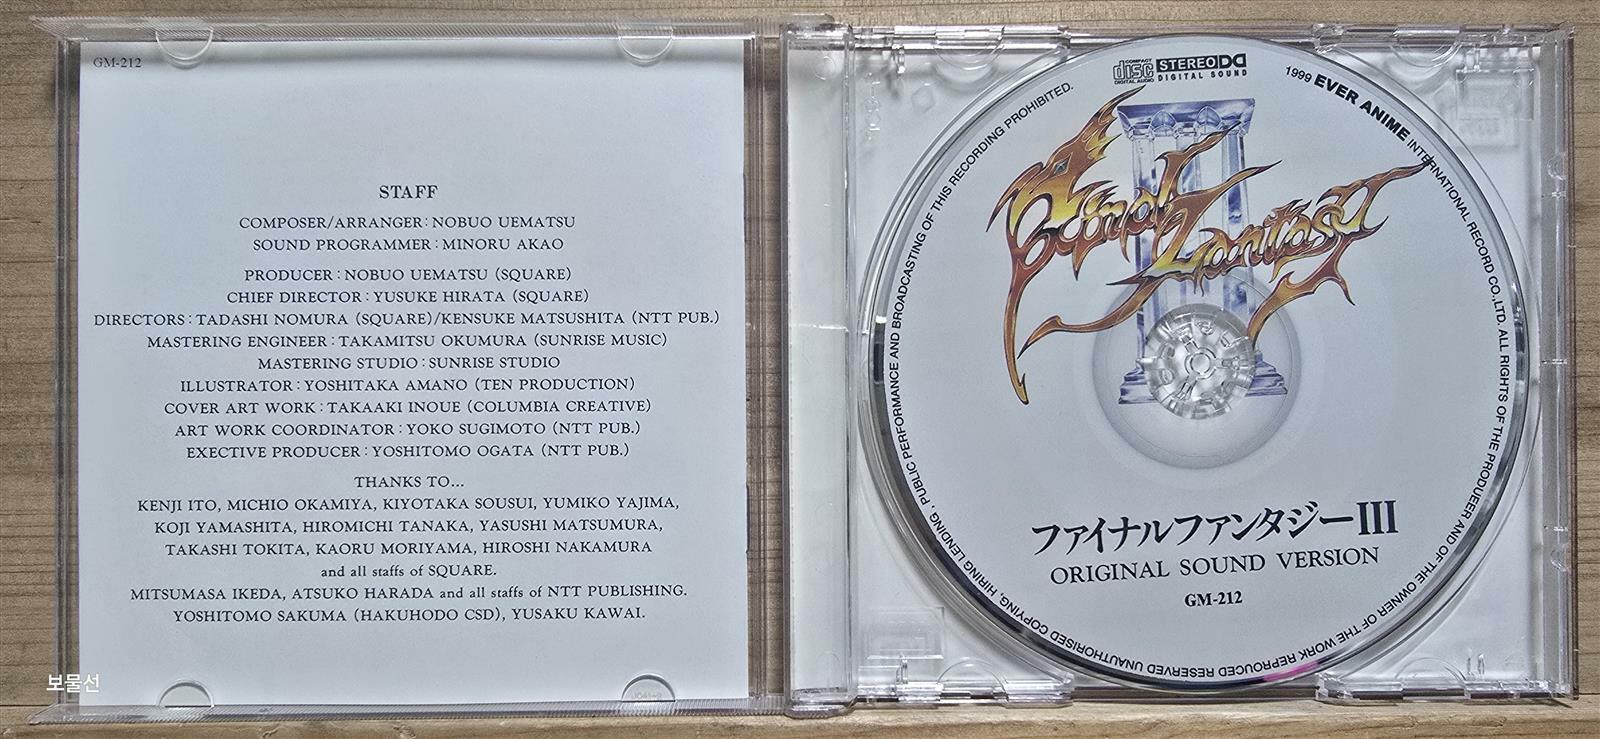 GM-212
STAFF
COMPOSER/ARRANGER：NOBUO UEMATSU
SOUND PROGRAMMER：MINORU AKAO
PRODUCER：NOBUO UEMATSU (SQUARE)
CHIEF DIRECTOR：YUSUKE HIRATA (SQUARE)
DIRECTORS：TADASHI NOMURA (SQUARE)/KENSUKE MATSUSHITA (NTT PUB.)
MASTERING ENGINEER：TAKAMITSU OKUMURA (SUNRISE MUSIC)
MASTERING STUDIO：SUNRISE STUDIO
ILLUSTRATOR：YOSHITAKA AMANO (TEN PRODUCTION)
COVER ART WORK：TAKAAKI INOUE (COLUMBIA CREATIVE)
ART WORK COORDINATOR：YOKO SUGIMOTO (NTT PUB.)
EXECTIVE PRODUCER：YOSHITOMO OGATA (NTT PUB.)
THANKS TO...
KENJI ITO, MICHIO OKAMIYA, KIYOTAKA SOUSUI, YUMIKO YAJIMA,
KOJI YAMASHITA, HIROMICHI TANAKA, YASUSHI MATSUMURA,
TAKASHI TOKITA, KAORU MORIYAMA, HIROSHI NAKAMURA
and all staffs of SQUARE.
MITSUMASA IKEDA, ATSUKO HARADA and all staffs of NTT PUBLISHING.
YOSHITOMO SAKUMA (HAKUHODO CSD), YUSAKU KAWAI.
보물선
COMPACT
disc
DIGITAL AUDIO
STEREO
DIGITAL SOUND
1999 EVER ANIME INTERNATIONAL RECORD CO.,LTD. ALL RIGHTS OF THE PRODUCER AND OF THE OWNER OF THE WORK REPRODUCED RESERVED UNAUTHORISED COPYING, HIRING LENDING, PUBLIC PERFORMANCE AND BROADCASTING OF THIS RECORDING PROHIBITED.
Final Fantasy
III
ファイナルファンタジーIII
ORIGINAL SOUND VERSION
GM-212